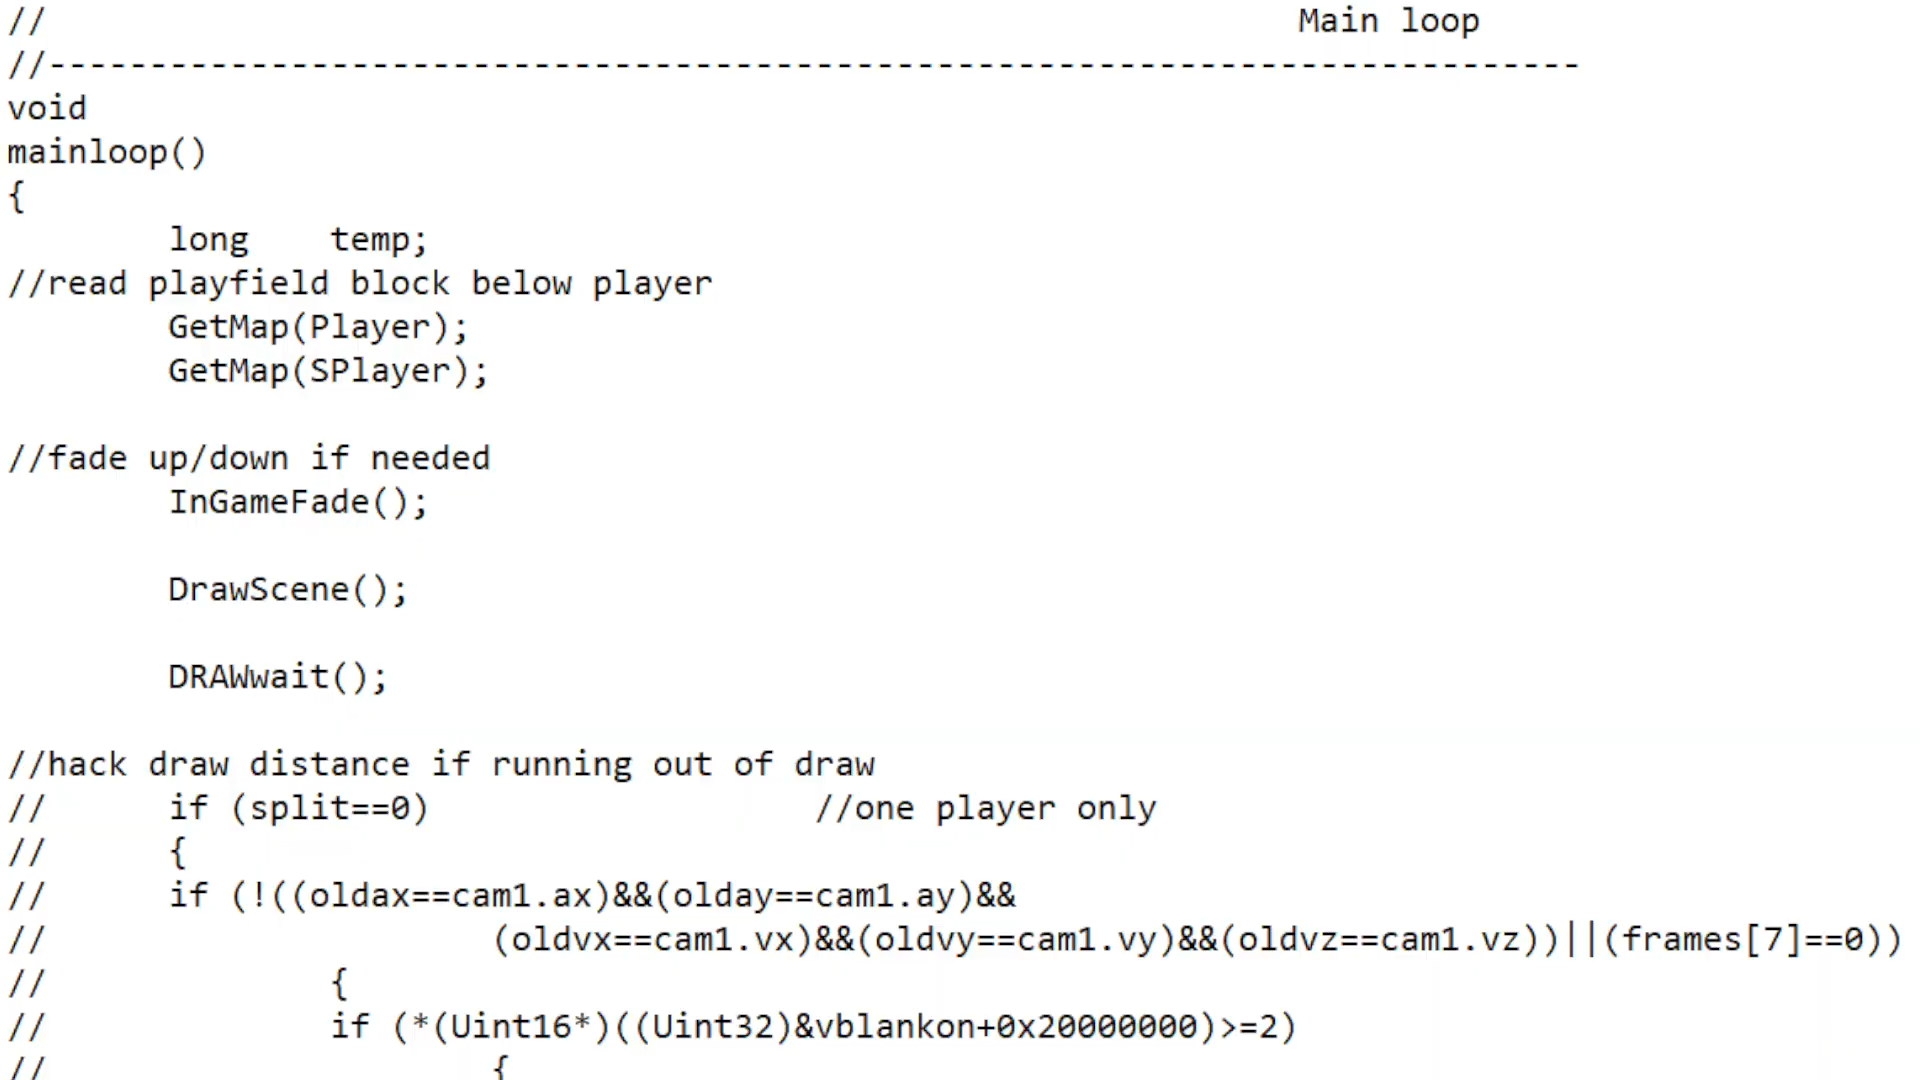 // Main loop
//----------------------------------------------------------------------------
void
mainloop()
{
long temp;
//read playfield block below player
GetMap(Player);
GetMap(SPlayer);
//fade up/down if needed
InGameFade();
DrawScene();
DRAWwait();
//hack draw distance if running out of draw
// if (split==0) //one player only
// {
// if (!((oldax==cam1.ax)&&(olday==cam1.ay)&&
// (oldvx==cam1.vx)&&(oldvy==cam1.vy)&&(oldvz==cam1.vz))||(frames[7]==0))
// {
// if (*(Uint16*)((Uint32)&vblankon+0x20000000)>=2)
// {